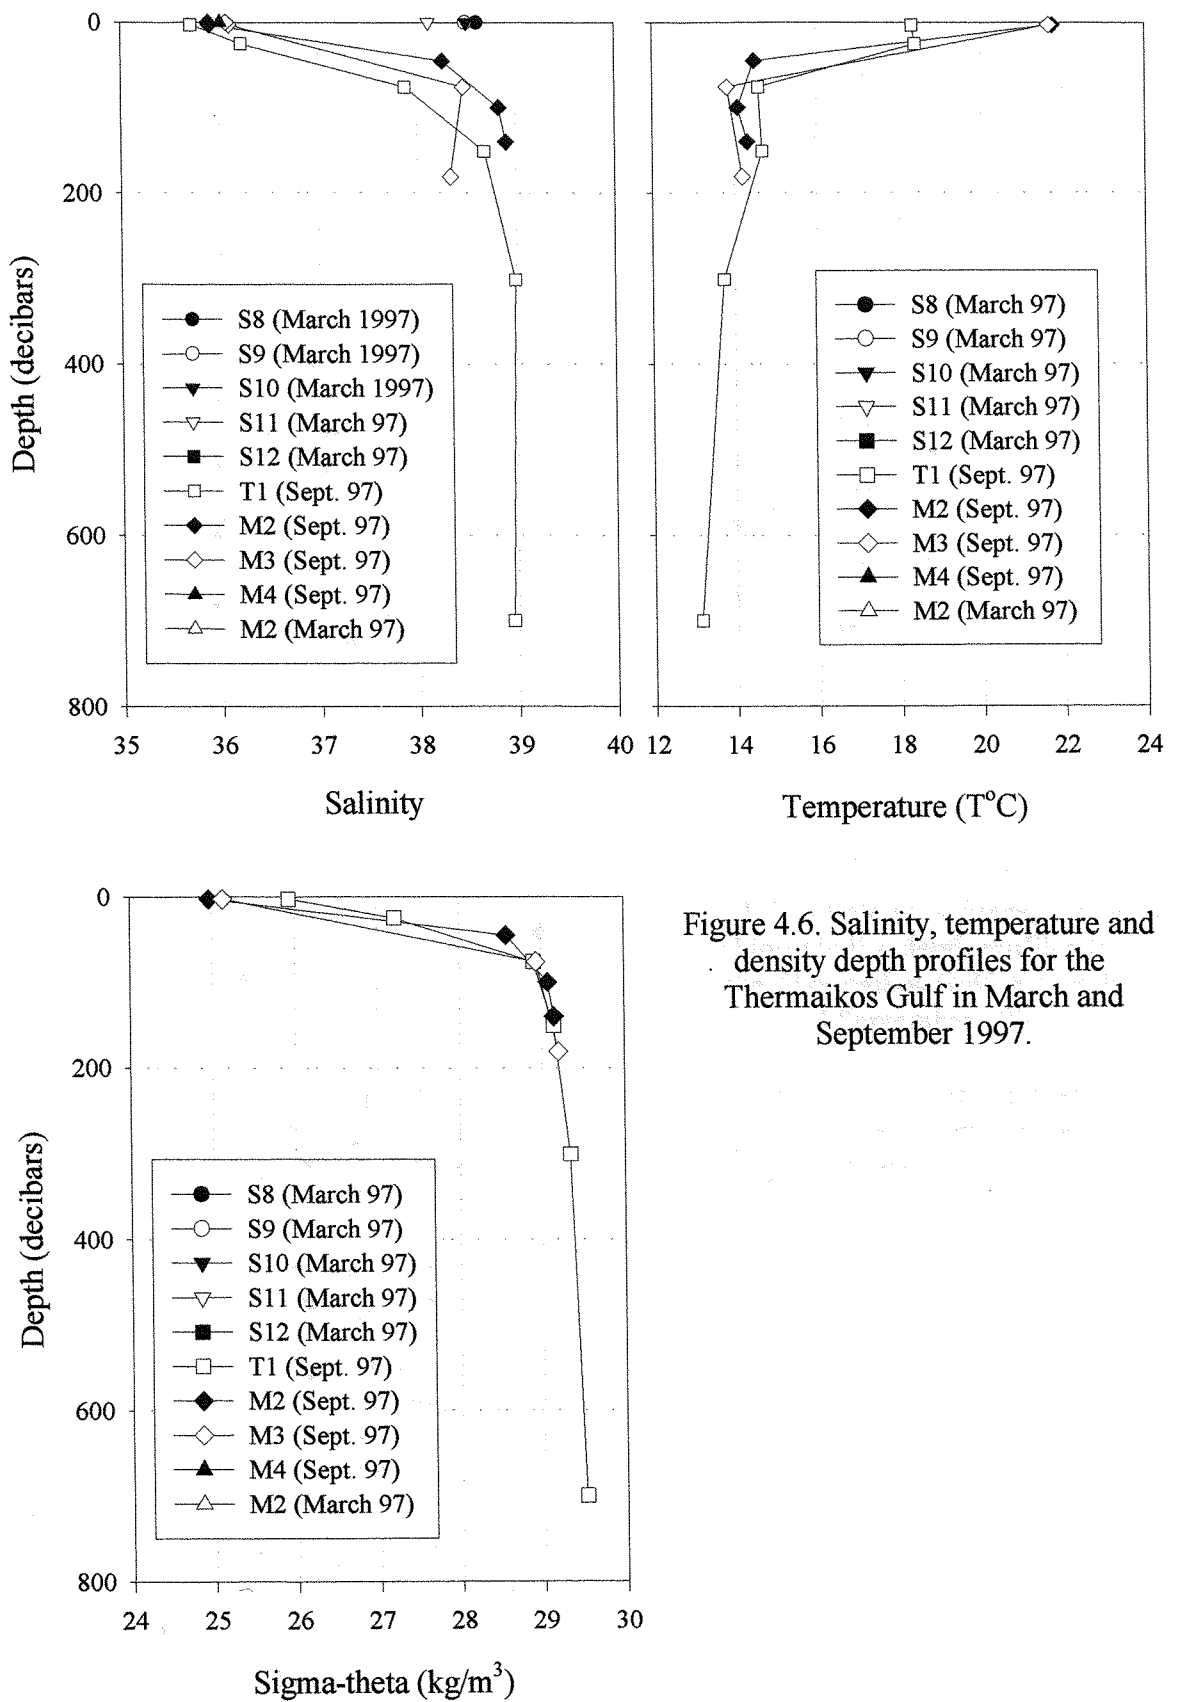 0
200
400
600
800
Depth (decibars)
S8 (March 1997)
S9 (March 1997)
S10 (March 1997)
S11 (March 97)
S12 (March 97)
T1 (Sept. 97)
M2 (Sept. 97)
M3 (Sept. 97)
M4 (Sept. 97)
M2 (March 97)
35 36 37 38 39 40
Salinity
S8 (March 97)
S9 (March 97)
S10 (March 97)
S11 (March 97)
S12 (March 97)
T1 (Sept. 97)
M2 (Sept. 97)
M3 (Sept. 97)
M4 (Sept. 97)
M2 (March 97)
12 14 16 18 20 22 24
Temperature (T°C)
0
200
400
600
800
Depth (decibars)
S8 (March 97)
S9 (March 97)
S10 (March 97)
S11 (March 97)
S12 (March 97)
T1 (Sept. 97)
M2 (Sept. 97)
M3 (Sept. 97)
M4 (Sept. 97)
M2 (March 97)
24 25 26 27 28 29 30
Sigma-theta (kg/m³)
Figure 4.6. Salinity, temperature and
density depth profiles for the
Thermaikos Gulf in March and
September 1997.